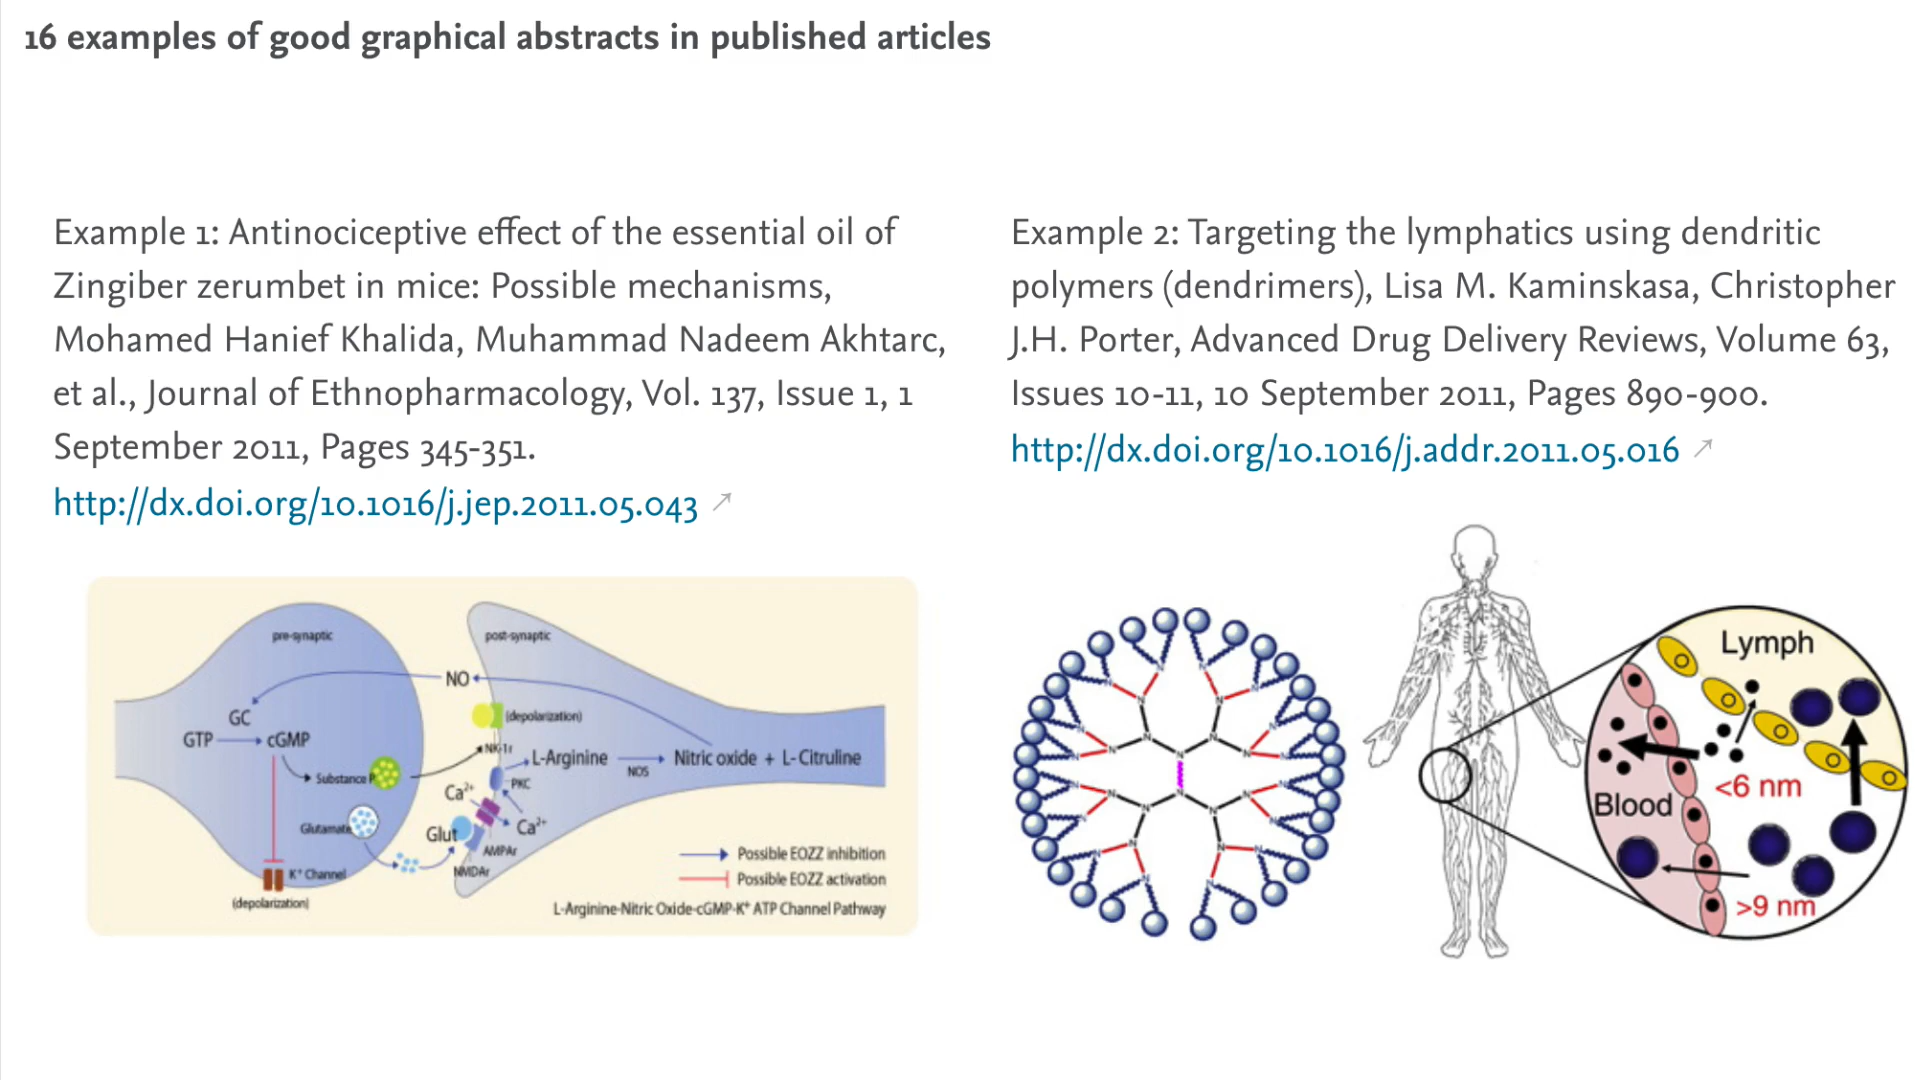 16 examples of good graphical abstracts in published articles
Example 1: Antinociceptive effect of the essential oil of
Zingiber zerumbet in mice: Possible mechanisms,
Mohamed Hanief Khalida, Muhammad Nadeem Akhtarc,
et al., Journal of Ethnopharmacology, Vol. 137, Issue 1, 1
September 2011, Pages 345-351.
http://dx.doi.org/10.1016/j.jep.2011.05.043
pre-synaptic
post-synaptic
NO
GC
(depolarization)
GTP
cGMP
NK-1r
L-Arginine
NOS
Nitric oxide + L-Citruline
Substance P
PKC
Ca²⁺
Glutamate
Glut
Ca²⁺
AMPAr
NMDAr
K⁺ Channel
(depolarization)
Possible EOZZ inhibition
Possible EOZZ activation
L-Arginine-Nitric Oxide-cGMP-K⁺ ATP Channel Pathway
Example 2: Targeting the lymphatics using dendritic
polymers (dendrimers), Lisa M. Kaminskasa, Christopher
J.H. Porter, Advanced Drug Delivery Reviews, Volume 63,
Issues 10-11, 10 September 2011, Pages 890-900.
http://dx.doi.org/10.1016/j.addr.2011.05.016
Lymph
<6 nm
Blood
>9 nm